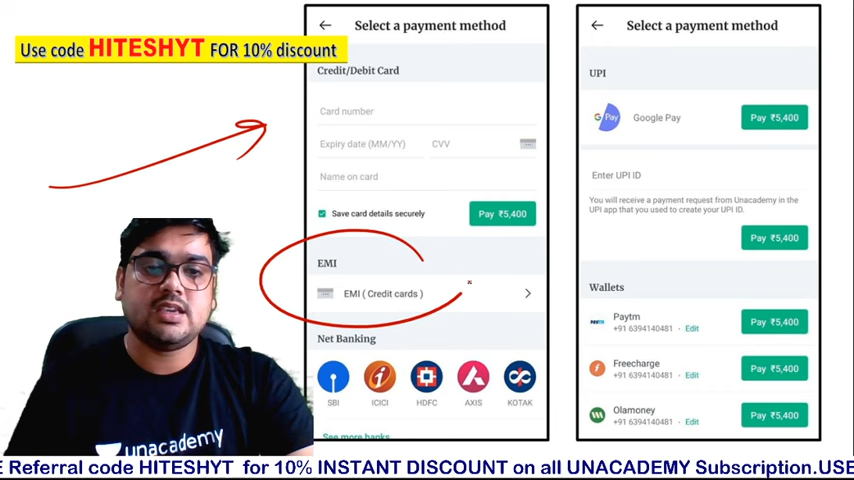 Use code HITESHYT FOR 10% discount
Select a payment method
Credit/Debit Card
Card number
Expiry date (MM/YY)
CVV
Name on card
Save card details securely
Pay ₹5,400
EMI
EMI ( Credit cards )
Net Banking
SBI
ICICI
HDFC
AXIS
KOTAK
See more banks
Select a payment method
UPI
G Pay
Google Pay
Pay ₹5,400
Enter UPI ID
You will receive a payment request from Unacademy in the
UPI app that you used to create your UPI ID.
Pay ₹5,400
Wallets
Paytm
Paytm
+91 6394140481 · Edit
Pay ₹5,400
Freecharge
+91 6394140481 · Edit
Pay ₹5,400
Olamoney
+91 6394140481 · Edit
Pay ₹5,400
unacademy
E Referral code HITESHYT for 10% INSTANT DISCOUNT on all UNACADEMY Subscription.USE